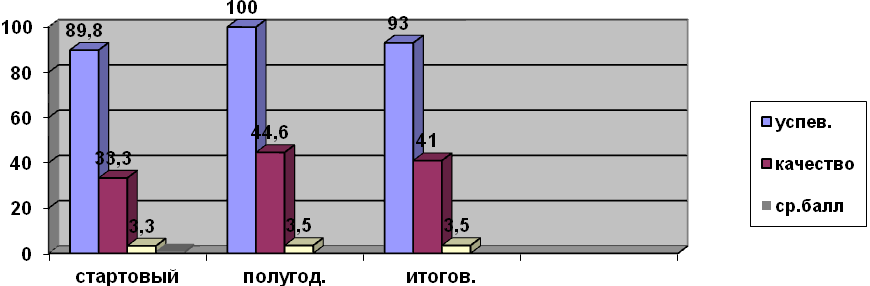 100
80
60
40
20
0
89,8
33,3
3,3
100
44,6
3,5
93
41
3,5
стартовый
полугод.
итогов.
успев.
качество
ср.балл